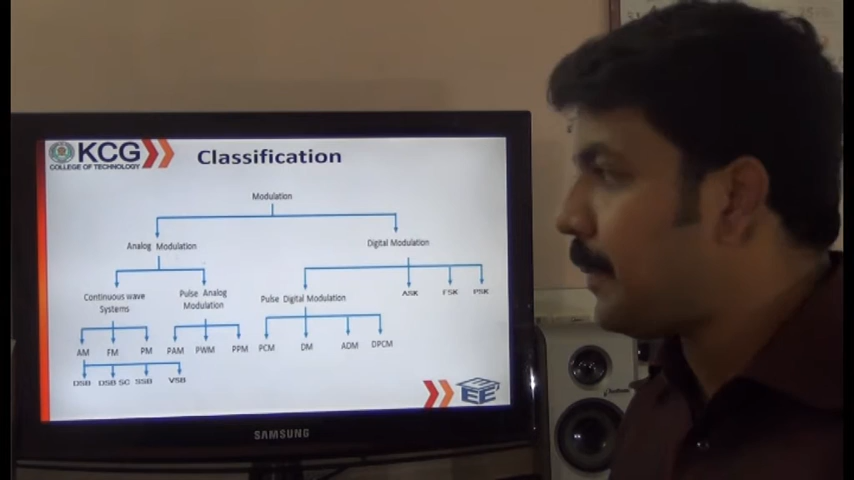 KCG
COLLEGE OF TECHNOLOGY
Classification
Modulation
Analog Modulation
Digital Modulation
Continuous wave
Systems
Pulse Analog
Modulation
Pulse Digital Modulation
ASK FSK PSK
AM FM PM PAM PWM PPM PCM DM ADM DPCM
DSB DSB SC SSB VSB
EEE
SAMSUNG